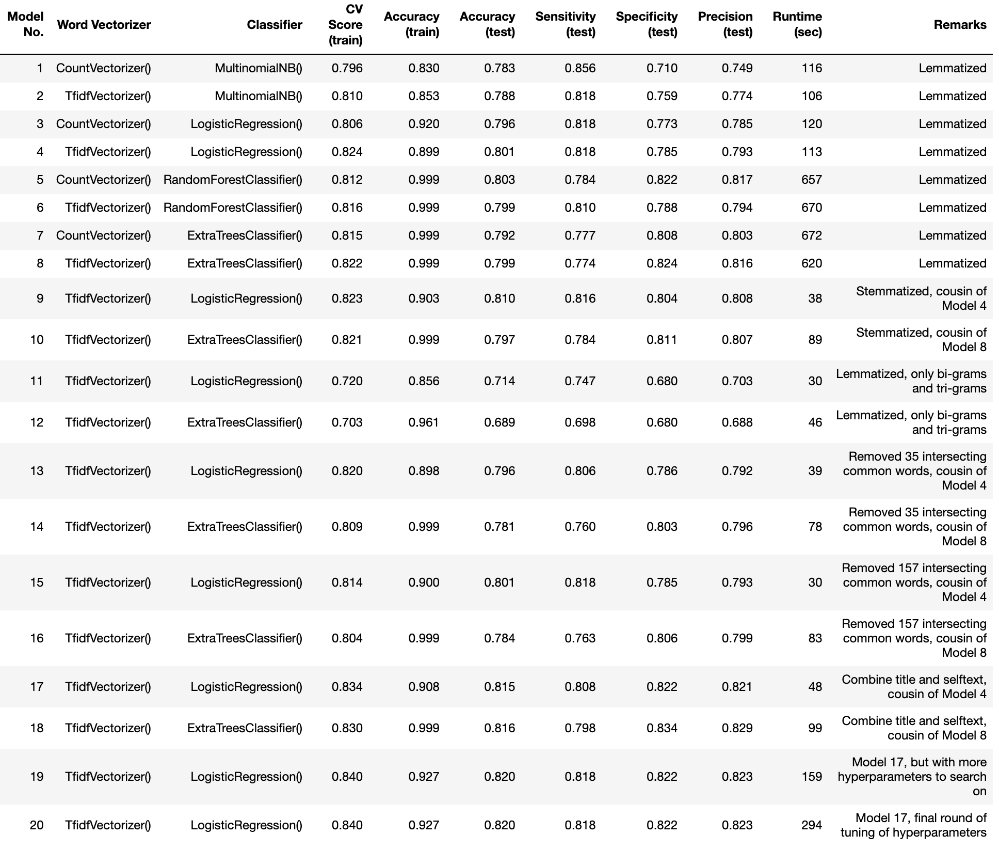 Model No. Word Vectorizer Classifier CV Score (train) Accuracy (train) Accuracy (test) Sensitivity (test) Specificity (test) Precision (test) Runtime (sec) Remarks
1 CountVectorizer() MultinomialNB() 0.796 0.830 0.783 0.856 0.710 0.749 116 Lemmatized
2 TfidfVectorizer() MultinomialNB() 0.810 0.853 0.788 0.818 0.759 0.774 106 Lemmatized
3 CountVectorizer() LogisticRegression() 0.806 0.920 0.796 0.818 0.773 0.785 120 Lemmatized
4 TfidfVectorizer() LogisticRegression() 0.824 0.899 0.801 0.818 0.785 0.793 113 Lemmatized
5 CountVectorizer() RandomForestClassifier() 0.812 0.999 0.803 0.784 0.822 0.817 657 Lemmatized
6 TfidfVectorizer() RandomForestClassifier() 0.816 0.999 0.799 0.810 0.788 0.794 670 Lemmatized
7 CountVectorizer() ExtraTreesClassifier() 0.815 0.999 0.792 0.777 0.808 0.803 672 Lemmatized
8 TfidfVectorizer() ExtraTreesClassifier() 0.822 0.999 0.799 0.774 0.824 0.816 620 Lemmatized
9 TfidfVectorizer() LogisticRegression() 0.823 0.903 0.810 0.816 0.804 0.808 38 Stemmatized, cousin of Model 4
10 TfidfVectorizer() ExtraTreesClassifier() 0.821 0.999 0.797 0.784 0.811 0.807 89 Stemmatized, cousin of Model 8
11 TfidfVectorizer() LogisticRegression() 0.720 0.856 0.714 0.747 0.680 0.703 30 Lemmatized, only bi-grams and tri-grams
12 TfidfVectorizer() ExtraTreesClassifier() 0.703 0.961 0.689 0.698 0.680 0.688 46 Lemmatized, only bi-grams and tri-grams
13 TfidfVectorizer() LogisticRegression() 0.820 0.898 0.796 0.806 0.786 0.792 39 Removed 35 intersecting common words, cousin of Model 4
14 TfidfVectorizer() ExtraTreesClassifier() 0.809 0.999 0.781 0.760 0.803 0.796 78 Removed 35 intersecting common words, cousin of Model 8
15 TfidfVectorizer() LogisticRegression() 0.814 0.900 0.801 0.818 0.785 0.793 30 Removed 157 intersecting common words, cousin of Model 4
16 TfidfVectorizer() ExtraTreesClassifier() 0.804 0.999 0.784 0.763 0.806 0.799 83 Removed 157 intersecting common words, cousin of Model 8
17 TfidfVectorizer() LogisticRegression() 0.834 0.908 0.815 0.808 0.822 0.821 48 Combine title and selftext, cousin of Model 4
18 TfidfVectorizer() ExtraTreesClassifier() 0.830 0.999 0.816 0.798 0.834 0.829 99 Combine title and selftext, cousin of Model 8
19 TfidfVectorizer() LogisticRegression() 0.840 0.927 0.820 0.818 0.822 0.823 159 Model 17, but with more hyperparameters to search on
20 TfidfVectorizer() LogisticRegression() 0.840 0.927 0.820 0.818 0.822 0.823 294 Model 17, final round of tuning of hyperparameters